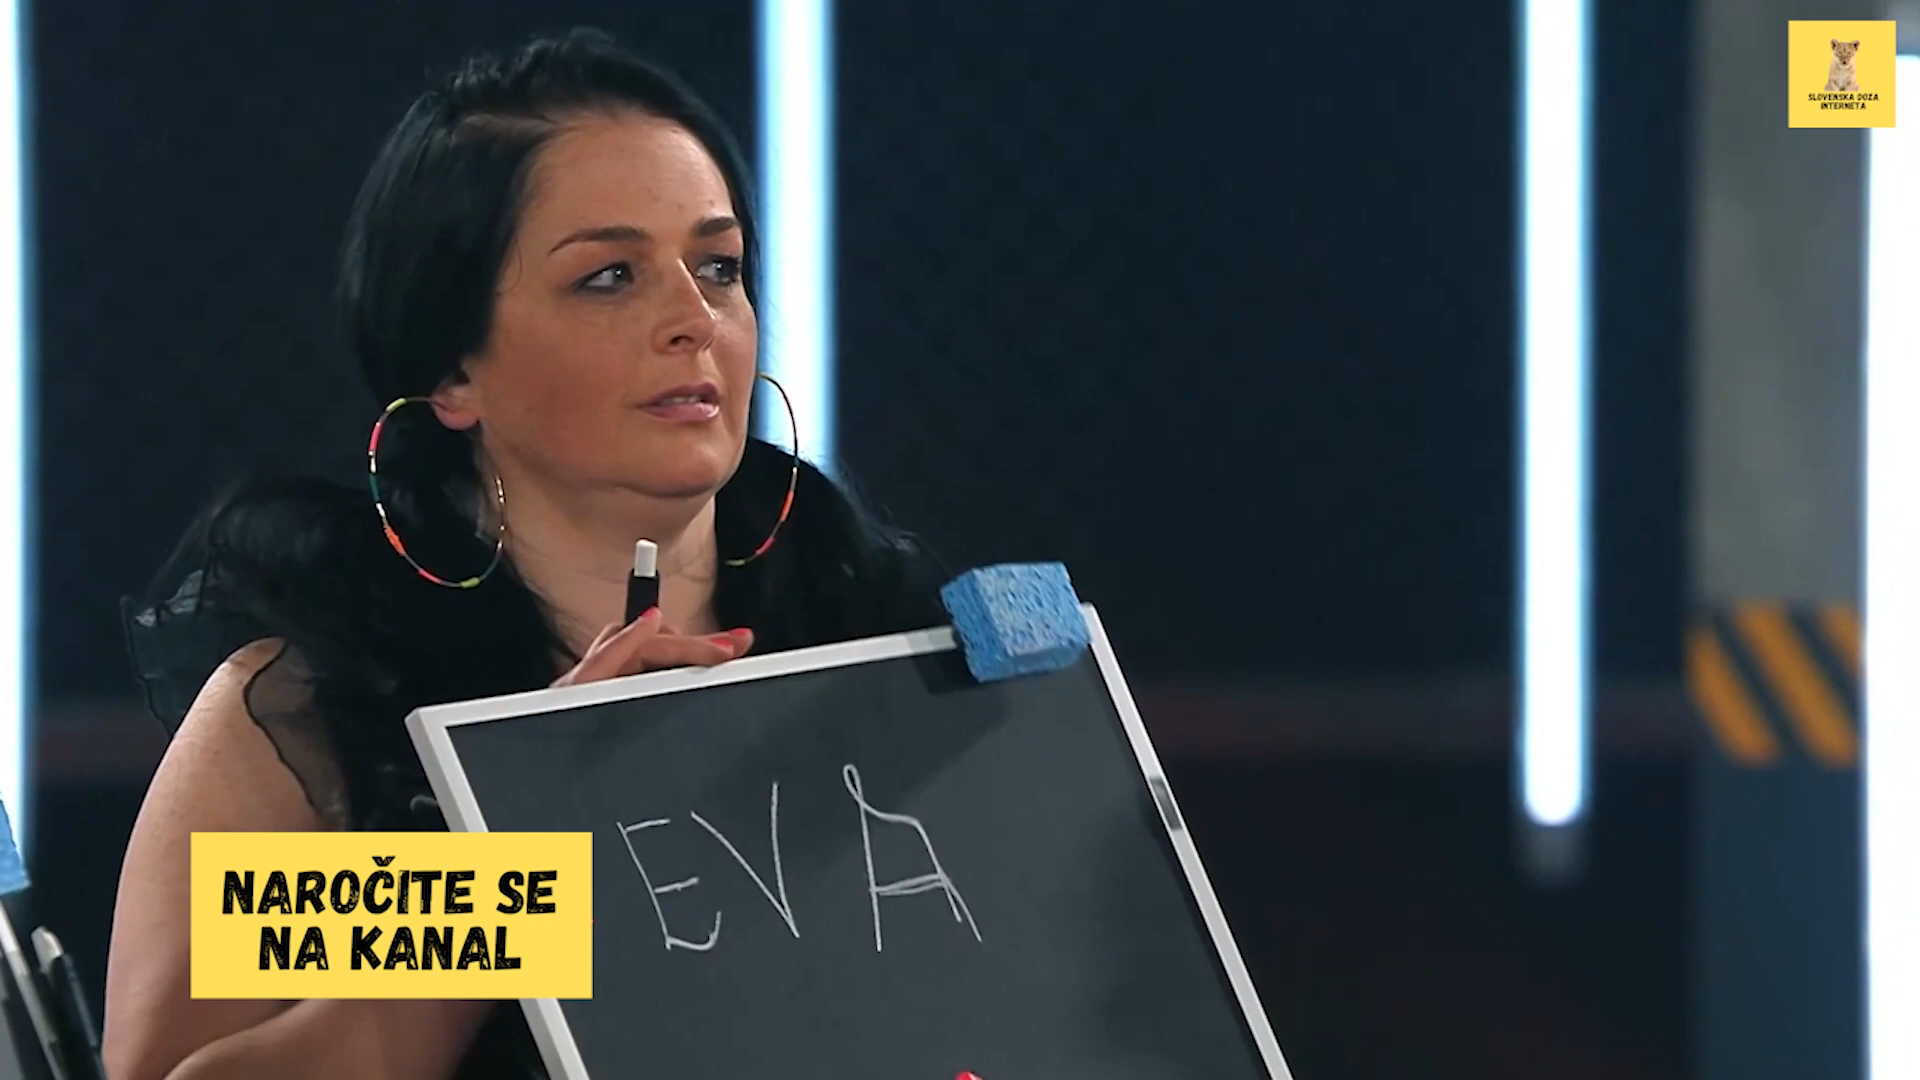 SLOVENSKA DOZA
INTERNETA
EVA
NAROČITE SE
NA KANAL